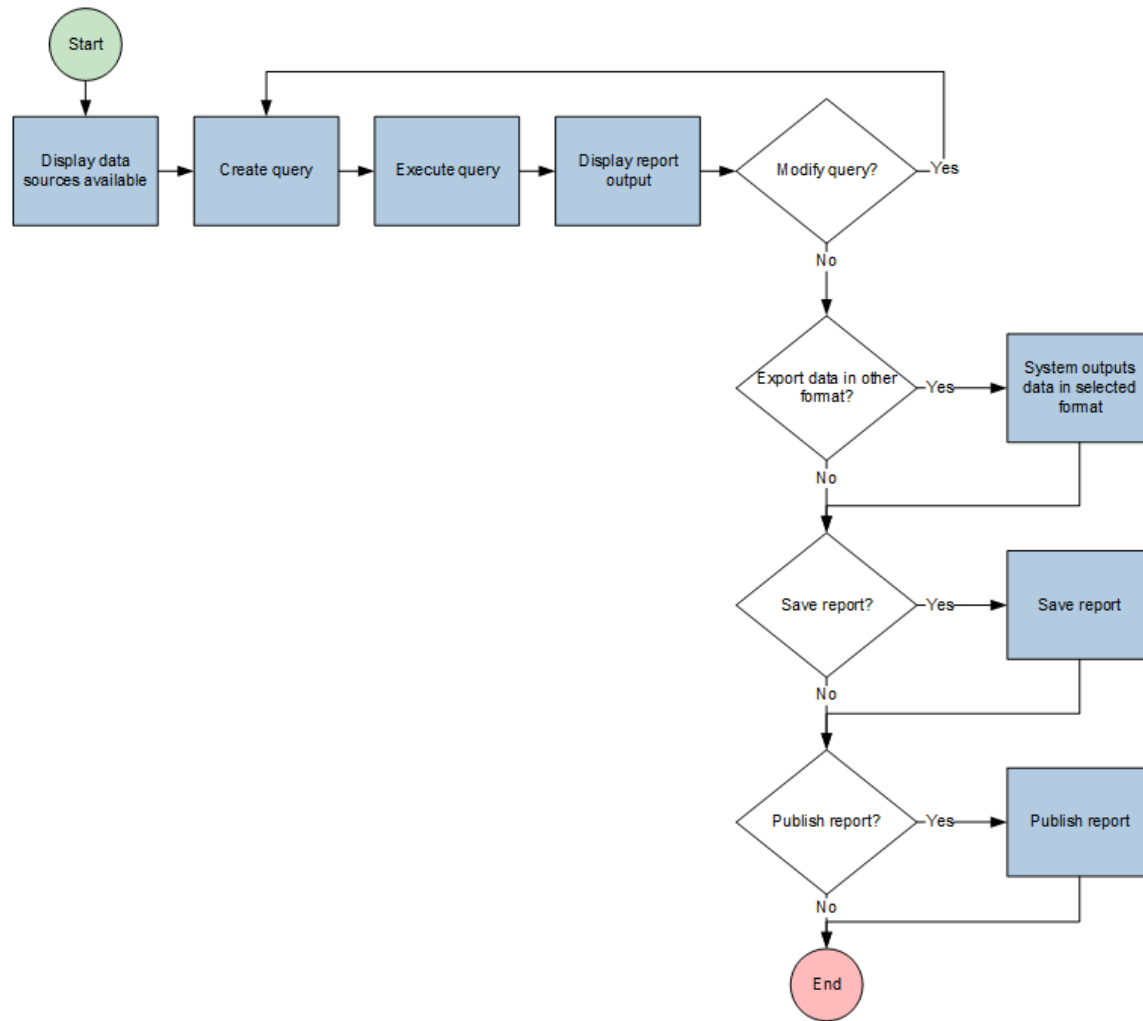 Start
Display data
sources available
Create query
Execute query
Display report
output
Modify query?
Yes
No
Export data in other
format?
Yes
System outputs
data in selected
format
No
Save report?
Yes
Save report
No
Publish report?
Yes
Publish report
No
End